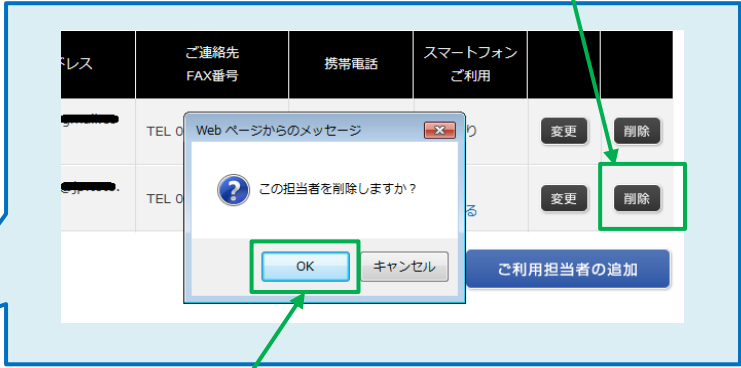 ドレス
ご連絡先
FAX番号
携帯電話
スマートフォン
ご利用
TEL 0
り
変更
削除
Web ページからのメッセージ
この担当者を削除しますか？
TEL 0
る
変更
削除
OK
キャンセル
ご利用担当者の追加